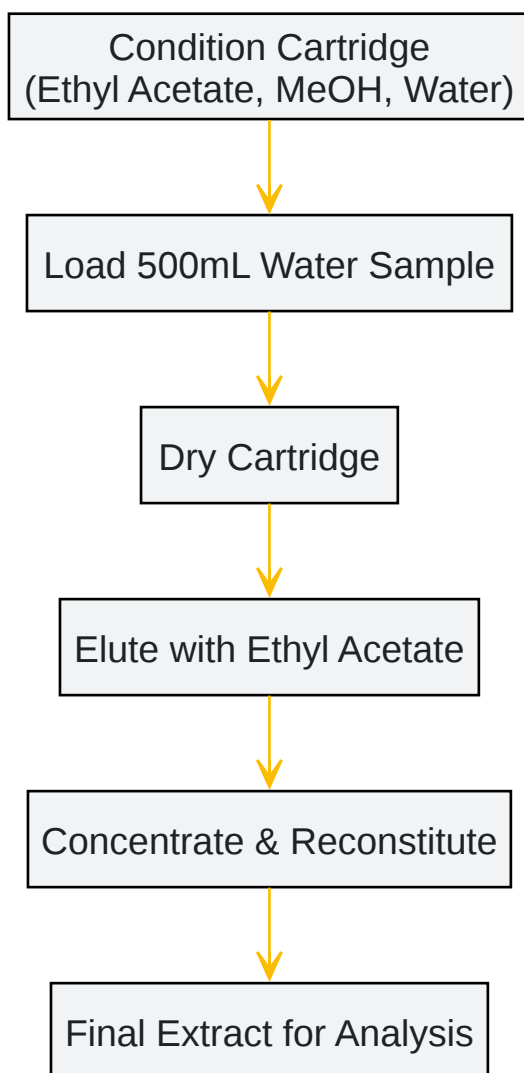 Condition Cartridge
(Ethyl Acetate, MeOH, Water)
Load 500mL Water Sample
Dry Cartridge
Elute with Ethyl Acetate
Concentrate & Reconstitute
Final Extract for Analysis